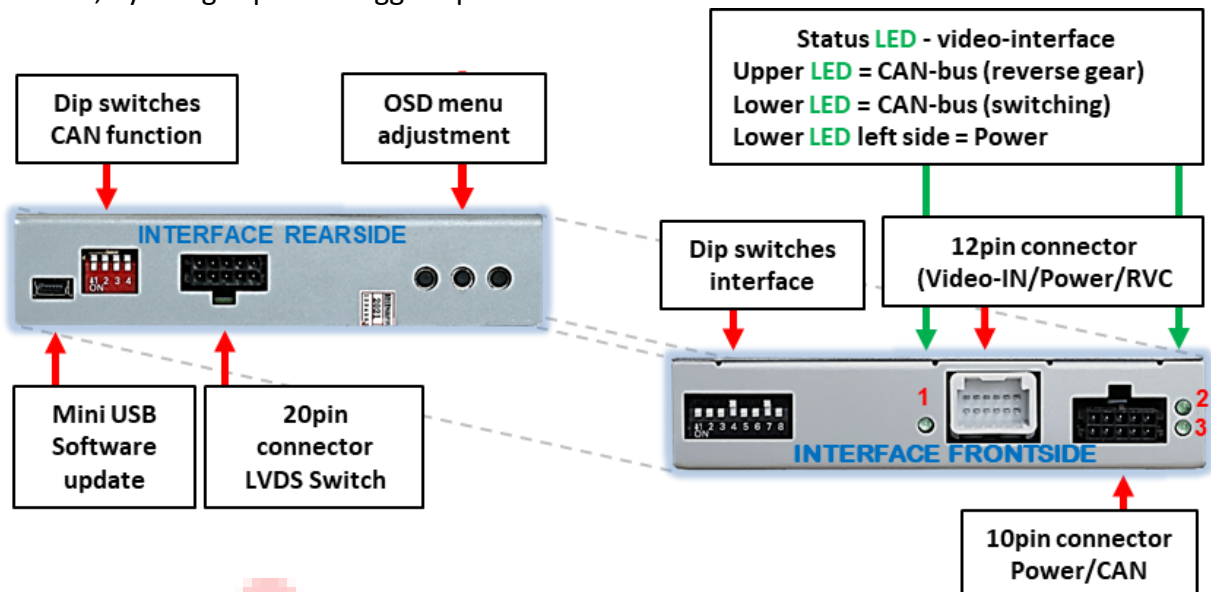 Status LED - video-interface
Upper LED = CAN-bus (reverse gear)
Lower LED = CAN-bus (switching)
Lower LED left side = Power
Dip switches
CAN function
OSD menu
adjustment
INTERFACE REARSIDE
1 2 3 4
ON
2021
Dip switches
interface
12pin connector
(Video-IN/Power/RVC
Mini USB
Software
update
20pin
connector
LVDS Switch
1
2
3
1 2 3 4 5 6 7 8
ON
INTERFACE FRONTSIDE
10pin connector
Power/CAN